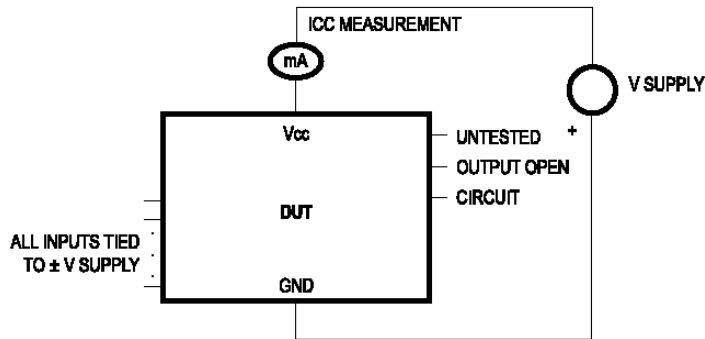 ICC MEASUREMENT
mA
V SUPPLY
+
Vcc
UNTESTED
OUTPUT OPEN
CIRCUIT
DUT
ALL INPUTS TIED
TO ± V SUPPLY
GND